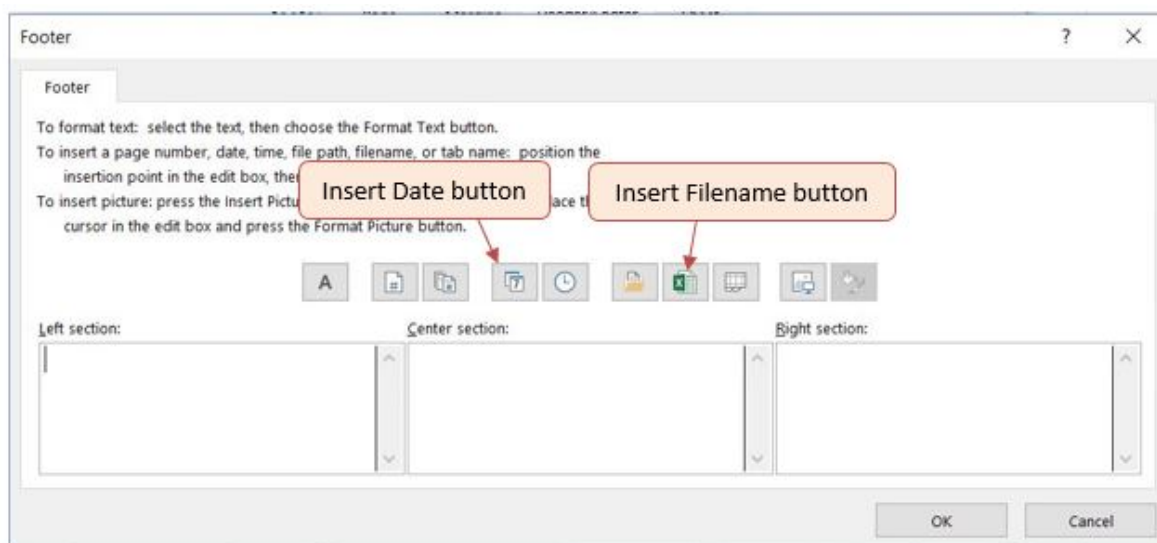 Footer
Footer
To format text: select the text, then choose the Format Text button.
To insert a page number, date, time, file path, filename, or tab name: position the
insertion point in the edit box,
Insert Date button
Insert Filename button
To insert picture: press the Insert
cursor in the edit box and press the Format Picture button.
A
Left section:
Center section:
Right section:
OK
Cancel